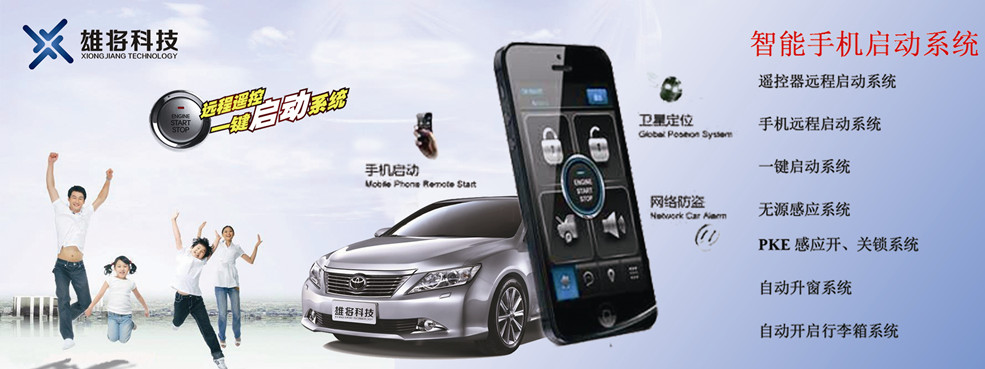 雄将科技
XIONGJIANG TECHNOLOGY
ENGINE
START
STOP
远程遥控
一键启动系统
手机启动
Mobile Phone Remote Start
雄将科技
ENGINE
START
STOP
卫星定位
Global Position System
网络防盗
Network Car Alarm
智能手机启动系统
遥控器远程启动系统
手机远程启动系统
一键启动系统
无源感应系统
PKE 感应开、关锁系统
自动升窗系统
自动开启行李箱系统